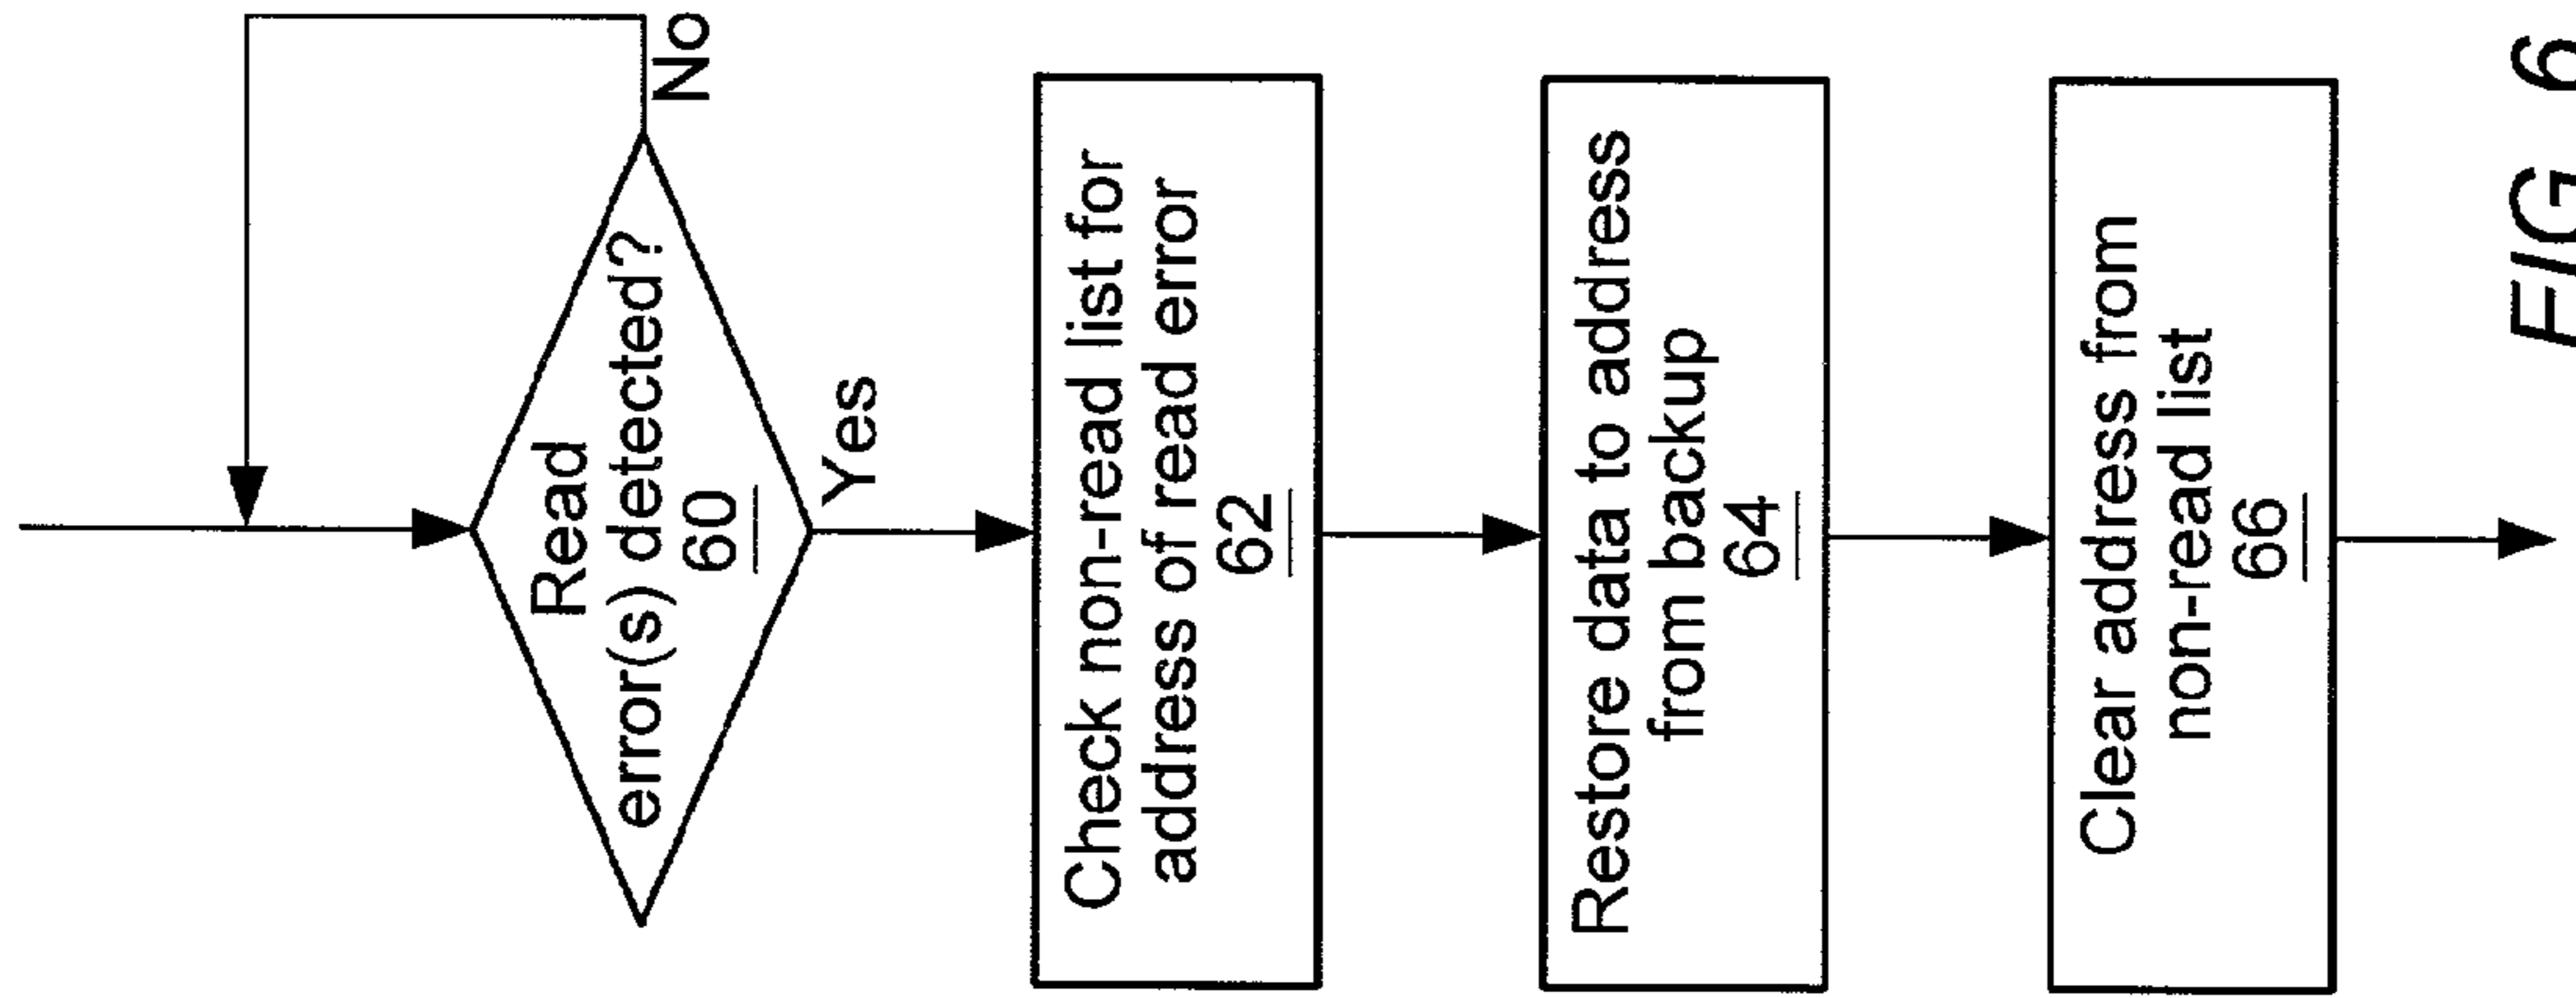 Read
error(s) detected?
60
No
Yes
Check non-read list for
address of read error
62
Restore data to address
from backup
64
Clear address from
non-read list
66
FIG 6